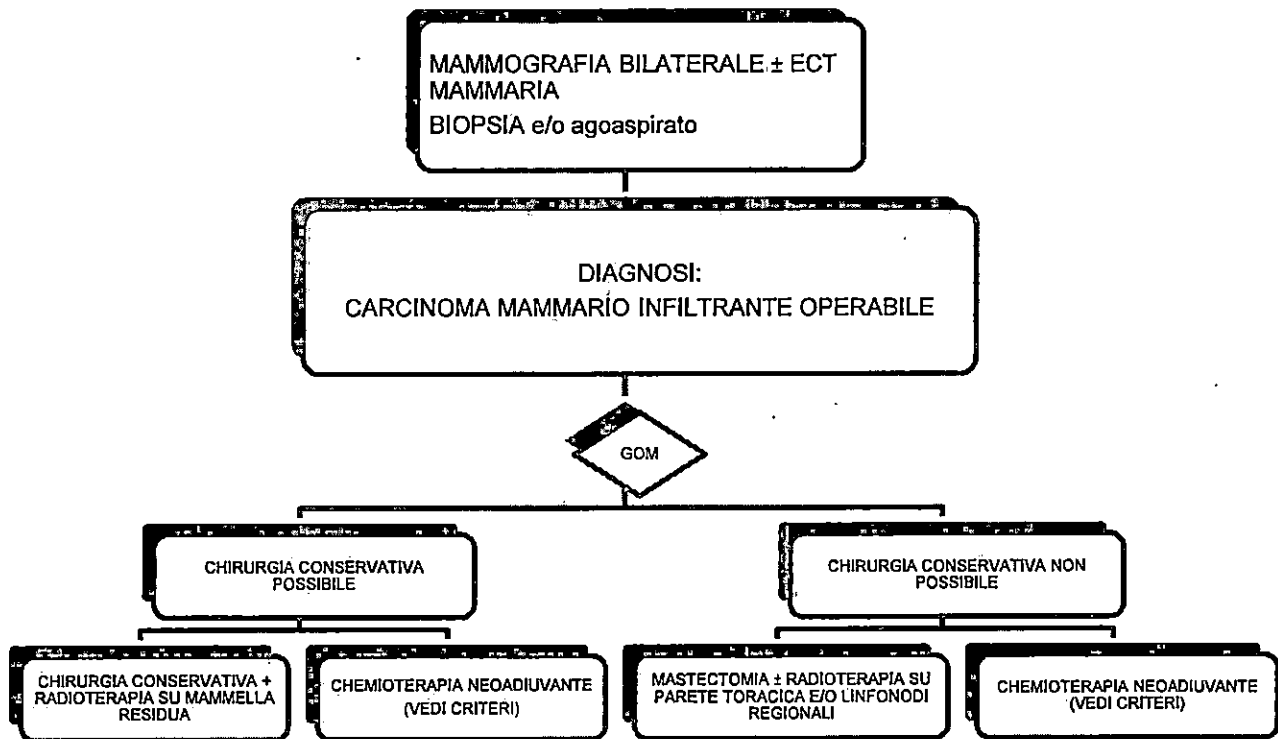 MAMMOGRAFIA BILATERALE ± ECT
MAMMARIA
BIOPSIA e/o agoaspirato
DIAGNOSI:
CARCINOMA MAMMARIO INFILTRANTE OPERABILE
GOM
CHIRURGIA CONSERVATIVA
POSSIBILE
CHIRURGIA CONSERVATIVA NON
POSSIBILE
CHIRURGIA CONSERVATIVA +
RADIOTERAPIA SU MAMMELLA
RESIDUA
CHEMIOTERAPIA NEOADIUVANTE
(VEDI CRITERI)
MASTECTOMIA ± RADIOTERAPIA SU
PARETE TORACICA E/O LINFONODI
REGIONALI
CHEMIOTERAPIA NEOADIUVANTE
(VEDI CRITERI)